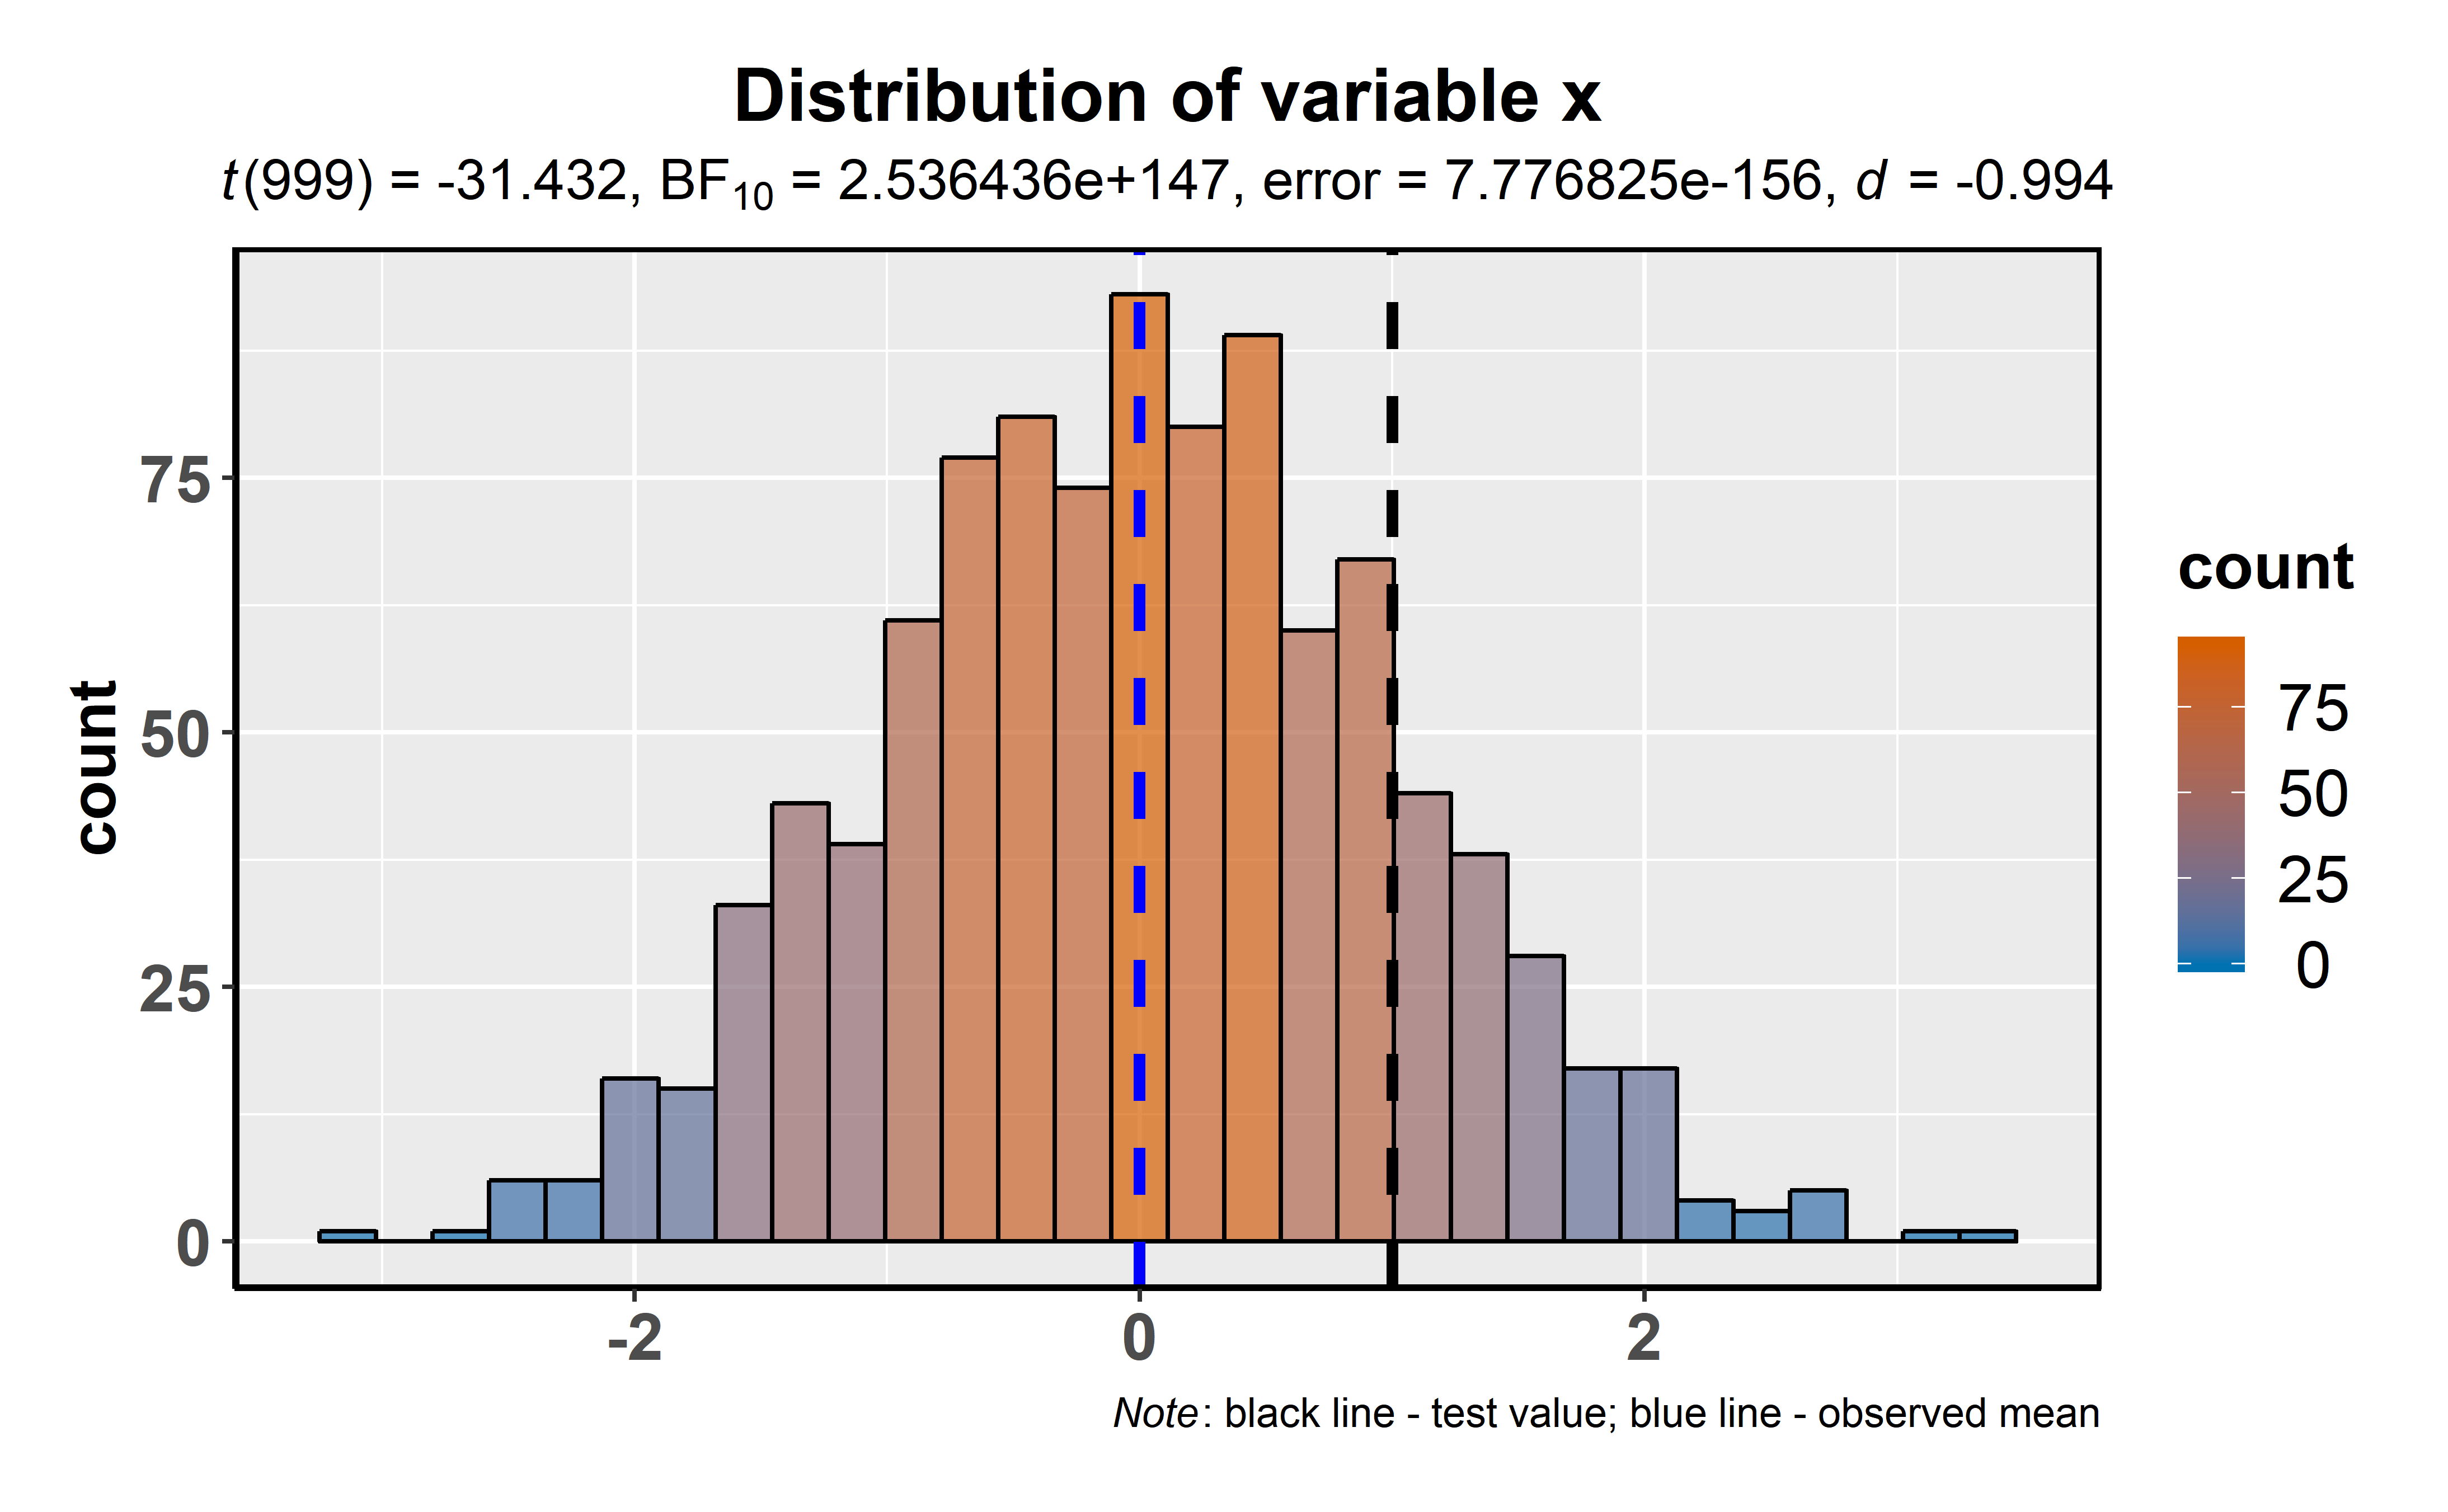 Distribution of variable x
t(999) = -31.432, BF₁₀ = 2.536436e+147, error = 7.776825e-156, d = -0.994
count
75
50
25
0
-2 0 2
count
75
50
25
0
Note: black line - test value; blue line - observed mean